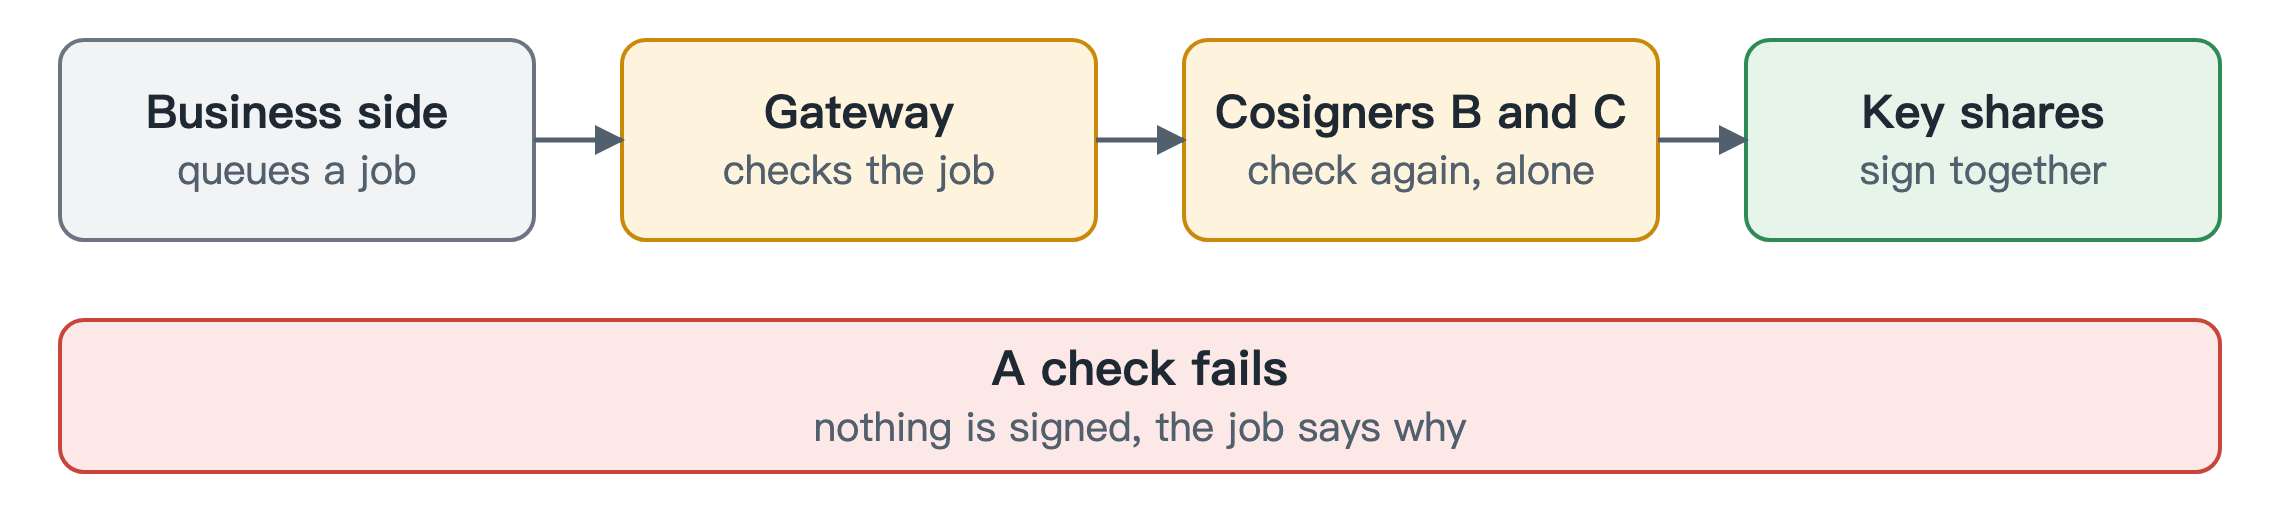 Business side
queues a job
Gateway
checks the job
Cosigners B and C
check again, alone
Key shares
sign together
A check fails
nothing is signed, the job says why